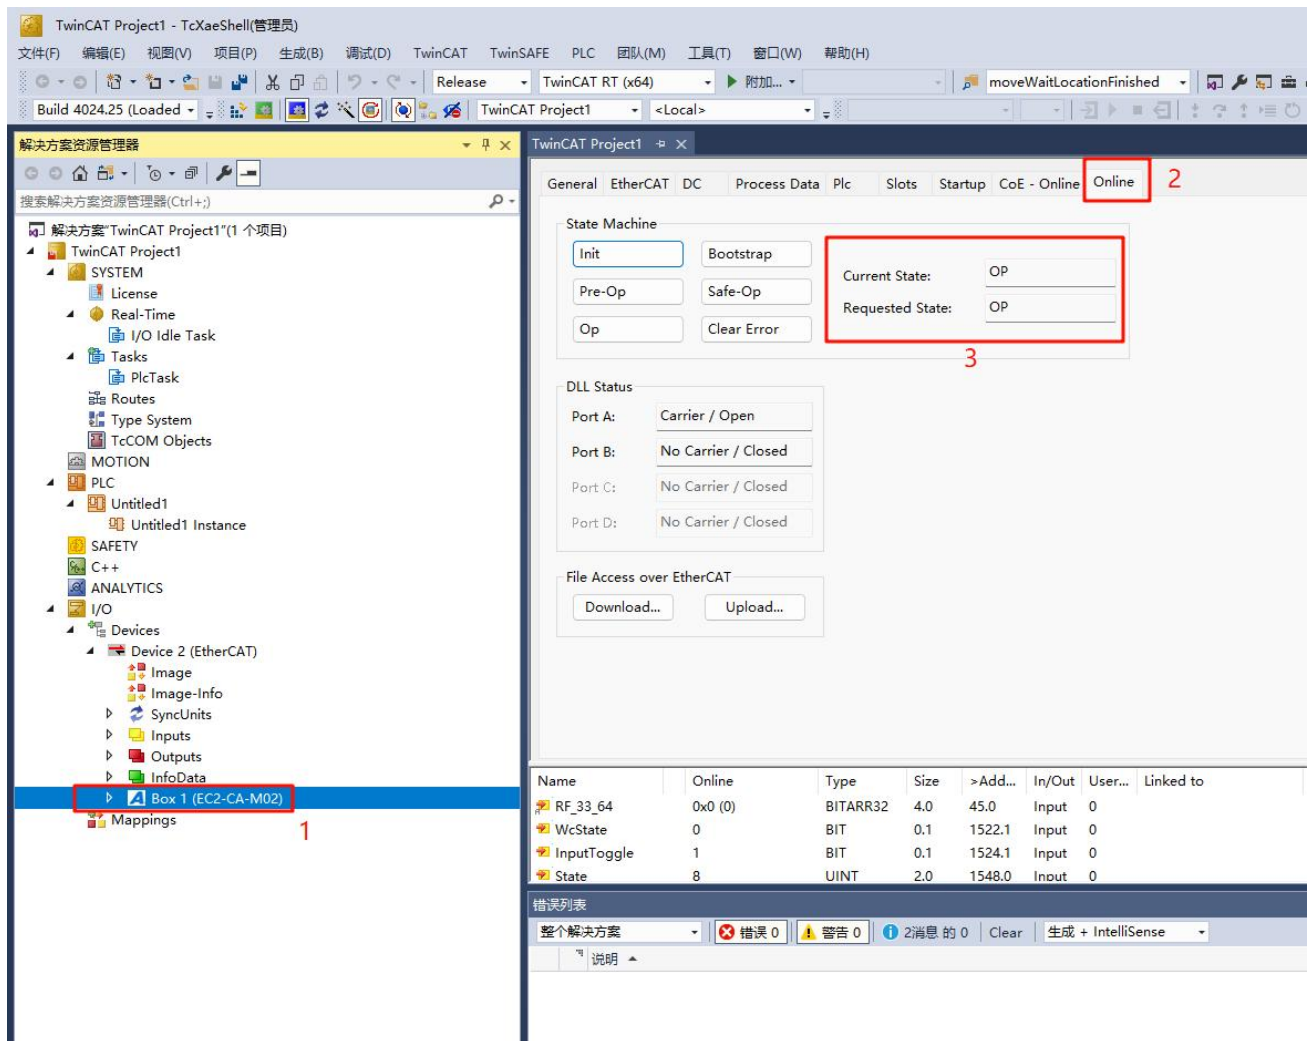 TwinCAT Project1 - TcXaeShell(管理员)
文件(F) 编辑(E) 视图(V) 项目(P) 生成(B) 调试(D) TwinCAT TwinSAFE PLC 团队(M) 工具(T) 窗口(W) 帮助(H)
Release TwinCAT RT (x64) 附加... moveWaitLocationFinished
Build 4024.25 (Loaded TwinCAT Project1 <Local>
解决方案资源管理器
搜索解决方案资源管理器(Ctrl+;)
解决方案"TwinCAT Project1"(1 个项目)
TwinCAT Project1
SYSTEM
License
Real-Time
I/O Idle Task
Tasks
PlcTask
Routes
Type System
TcCOM Objects
MOTION
PLC
Untitled1
Untitled1 Instance
SAFETY
C++
ANALYTICS
I/O
Devices
Device 2 (EtherCAT)
Image
Image-Info
SyncUnits
Inputs
Outputs
InfoData
Box 1 (EC2-CA-M02)
Mappings
1
TwinCAT Project1
General EtherCAT DC Process Data Plc Slots Startup CoE - Online Online 2
State Machine
Init Bootstrap
Pre-Op Safe-Op
Op Clear Error
Current State: OP
Requested State: OP
3
DLL Status
Port A: Carrier / Open
Port B: No Carrier / Closed
Port C: No Carrier / Closed
Port D: No Carrier / Closed
File Access over EtherCAT
Download... Upload...
Name Online Type Size >Add... In/Out User... Linked to
RF_33_64 0x0 (0) BITARR32 4.0 45.0 Input 0
WcState 0 BIT 0.1 1522.1 Input 0
InputToggle 1 BIT 0.1 1524.1 Input 0
State 8 UINT 2.0 1548.0 Input 0
错误列表
整个解决方案 错误 0 警告 0 2消息 的 0 Clear 生成 + IntelliSense
说明